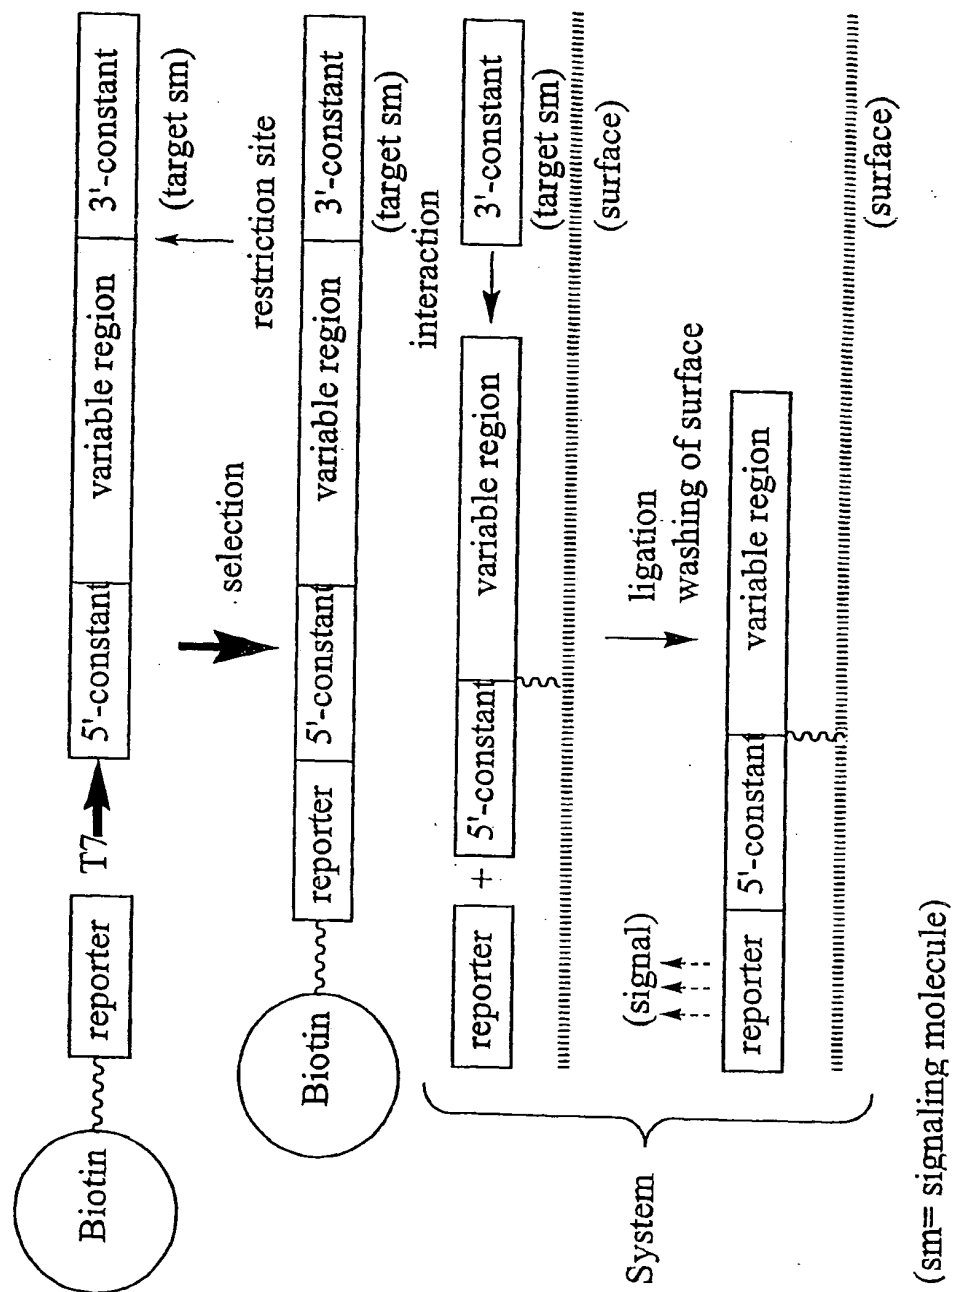 Biotin
reporter
T7
5'-constant
variable region
3'-constant
(target sm)
selection
restriction site
Biotin
reporter
5'-constant
variable region
3'-constant
(target sm)
interaction
reporter
+
5'-constant
variable region
3'-constant
(target sm)
(surface)
System
(signal)
ligation
washing of surface
reporter
5'-constant
variable region
(surface)
(sm= signaling molecule)